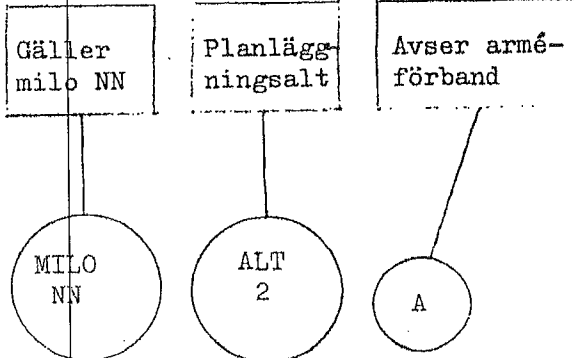 Gäller
milo NN
Planlägg-
ningsalt
Avser armé-
förband
MILO
NN
ALT
2
A